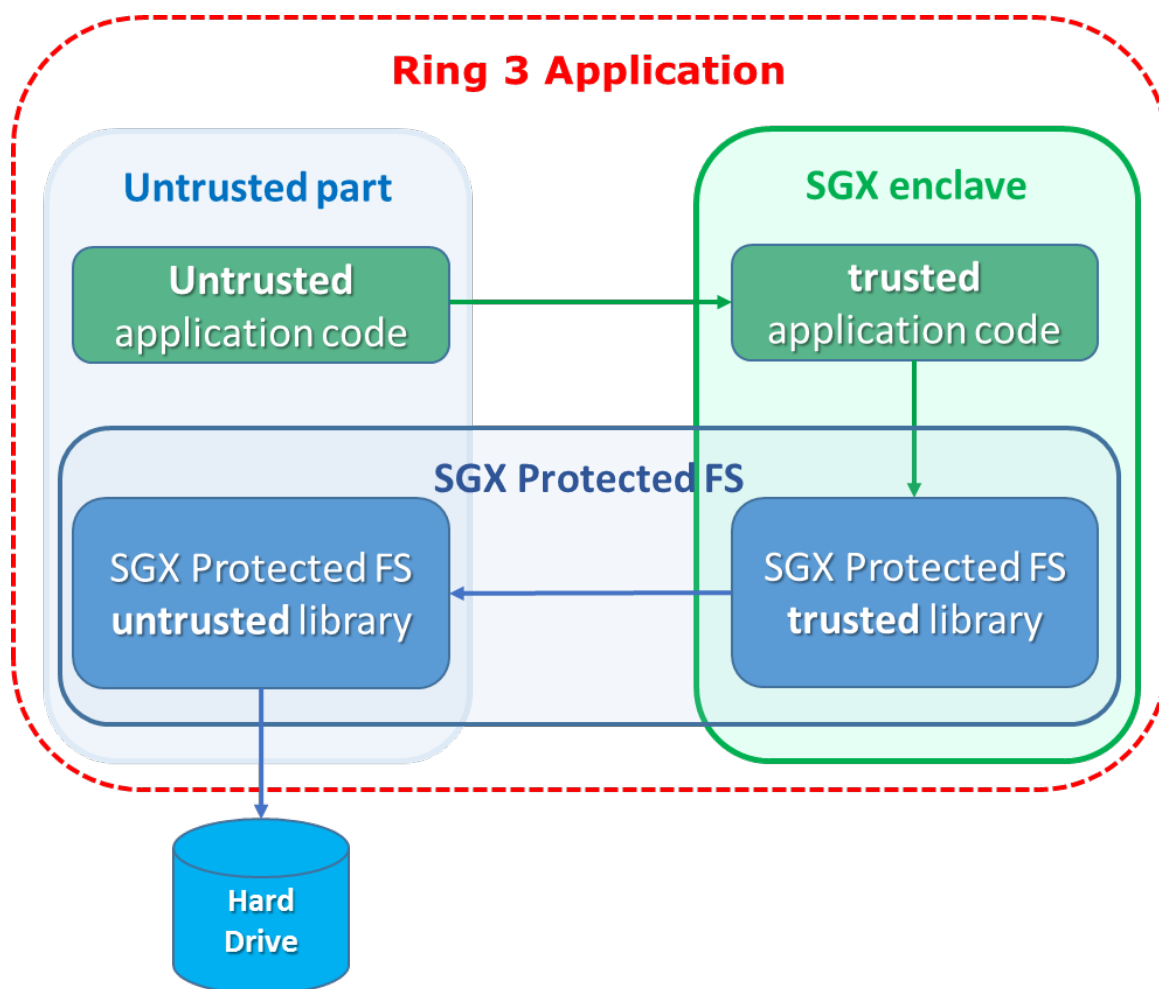 Ring 3 Application
Untrusted part
SGX enclave
Untrusted
application code
trusted
application code
SGX Protected FS
SGX Protected FS
untrusted library
SGX Protected FS
trusted library
Hard
Drive